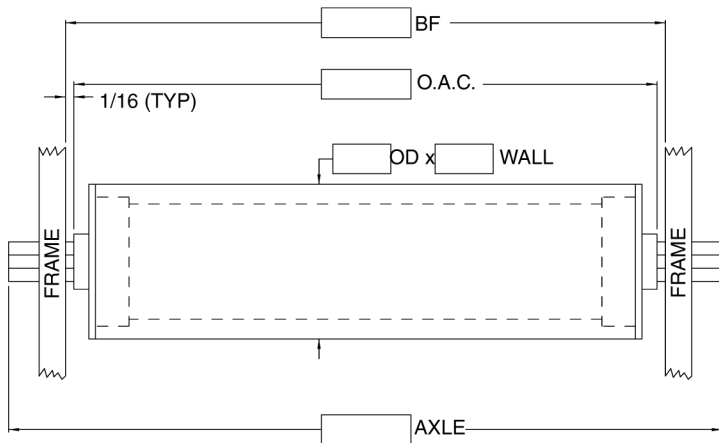 BF
O.A.C.
1/16 (TYP)
OD x WALL
FRAME
FRAME
AXLE